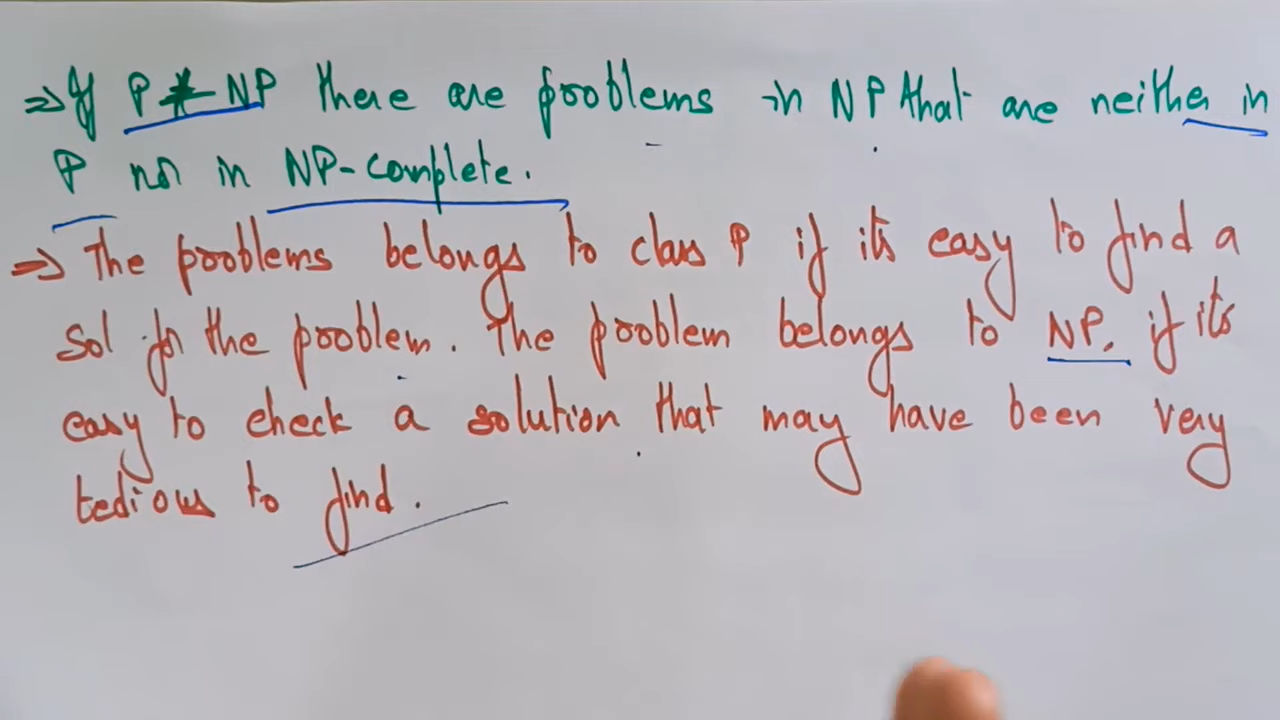 ⇒ If P ≠ NP there are problems in NP that are neither in
P nor in NP-complete.
⇒ The problems belongs to class P if its easy to find a
sol for the problem. The problem belongs to NP. if its
easy to check a solution that may have been very
tedious to find.